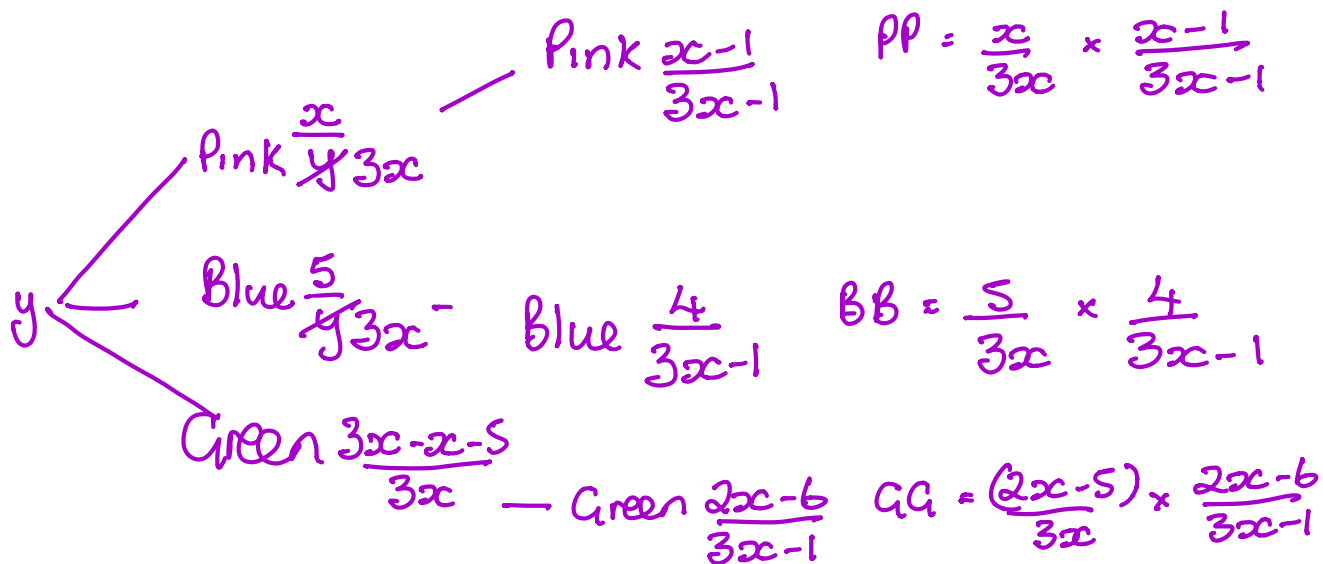 Pink (x-1)/(3x-1) PP = x/3x × (x-1)/(3x-1)
Pink x/y 3x
y
Blue 5/y 3x - Blue 4/(3x-1) BB = 5/3x × 4/(3x-1)
Green (3x-x-5)/3x — Green (2x-6)/(3x-1) GG = (2x-5)/3x × (2x-6)/(3x-1)